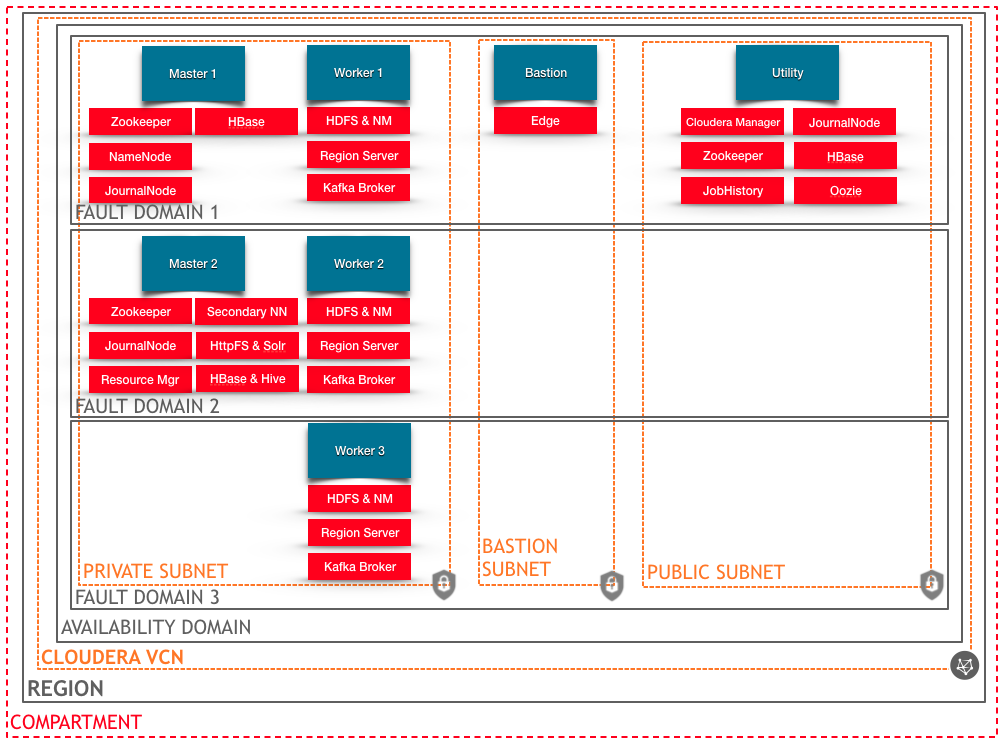 Master 1
Worker 1
Bastion
Utility
Zookeeper
HBase
HDFS & NM
Edge
Cloudera Manager
JournalNode
NameNode
Region Server
Zookeeper
HBase
JournalNode
Kafka Broker
JobHistory
Oozie
FAULT DOMAIN 1
Master 2
Worker 2
Zookeeper
Secondary NN
HDFS & NM
JournalNode
HttpFS & Solr
Region Server
Resource Mgr
HBase & Hive
Kafka Broker
FAULT DOMAIN 2
Worker 3
HDFS & NM
Region Server
Kafka Broker
PRIVATE SUBNET
BASTION
SUBNET
PUBLIC SUBNET
FAULT DOMAIN 3
AVAILABILITY DOMAIN
CLOUDERA VCN
REGION
COMPARTMENT